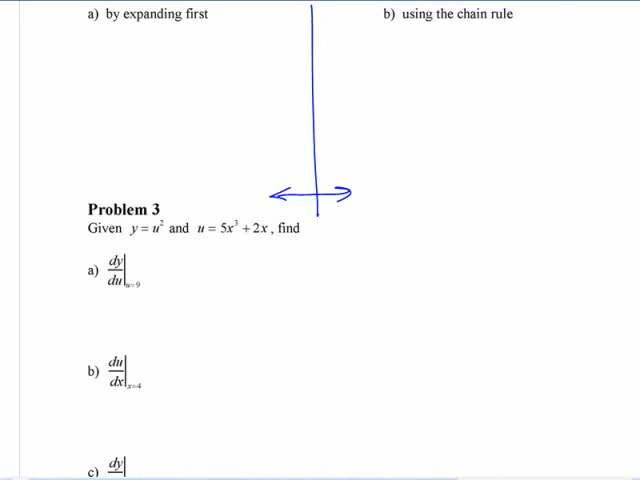 a) by expanding first
b) using the chain rule
Problem 3
Given y = u² and u = 5x³ + 2x, find
a) dy/du|u=9
b) du/dx|x=4
c) dy